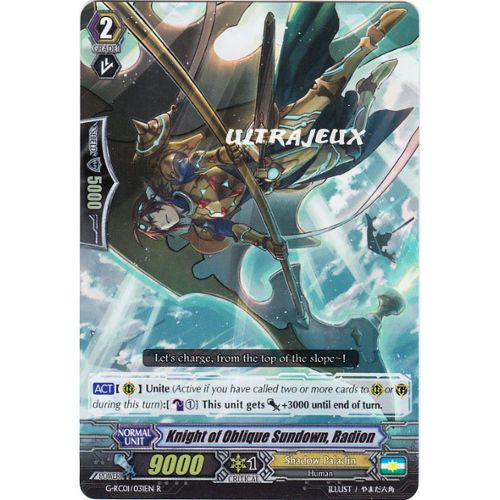 2
GRADE
ULTRAJEUX
SHIELD
5000
Let's charge, from the top of the slope~!
ACT【 】Unite (Active if you have called two or more cards to or
during this turn):[ ①] This unit gets +3000 until end of turn.
NORMAL
UNIT
Knight of Oblique Sundown, Radion
POWER
9000
1
CRITICAL
Shadow Paladin
Human
G-RC01/031EN R
ILLUST / やまだ六角